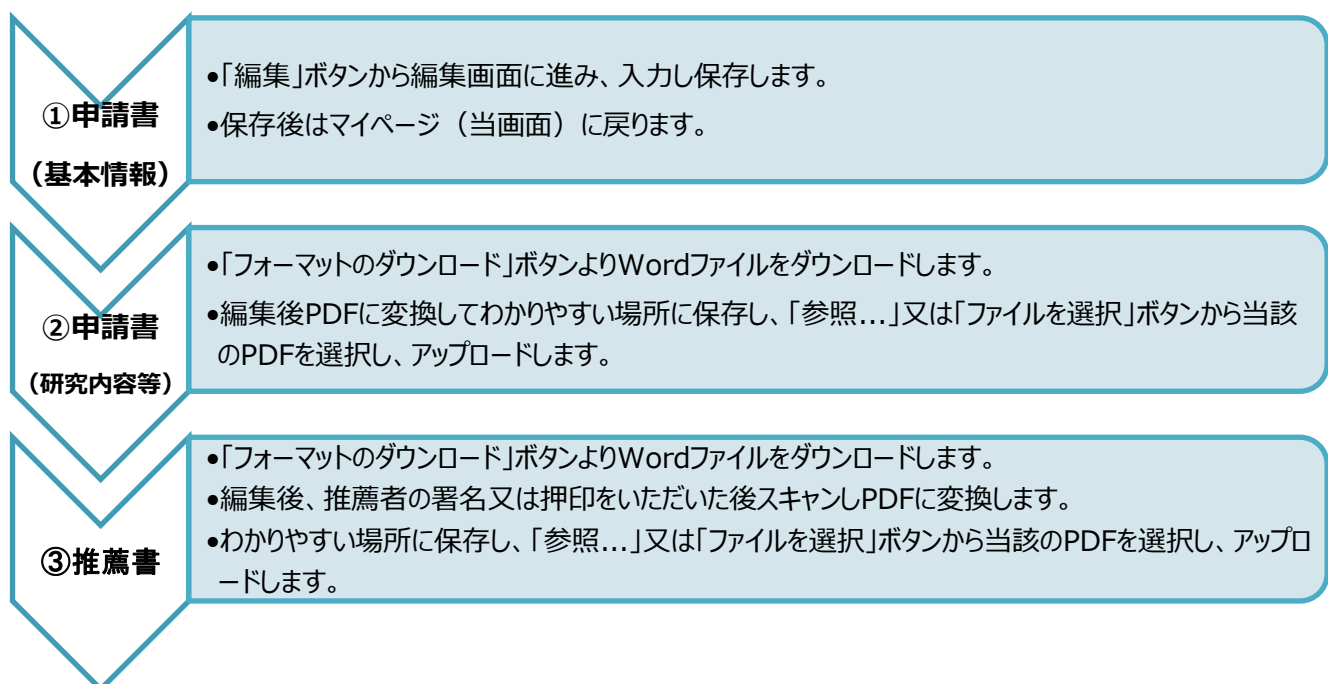 ①申請書
（基本情報）
•「編集」ボタンから編集画面に進み、入力し保存します。
•保存後はマイページ（当画面）に戻ります。
②申請書
（研究内容等）
•「フォーマットのダウンロード」ボタンよりWordファイルをダウンロードします。
•編集後PDFに変換してわかりやすい場所に保存し、「参照…」又は「ファイルを選択」ボタンから当該
のPDFを選択し、アップロードします。
③推薦書
•「フォーマットのダウンロード」ボタンよりWordファイルをダウンロードします。
•編集後、推薦者の署名又は押印をいただいた後スキャンしPDFに変換します。
•わかりやすい場所に保存し、「参照…」又は「ファイルを選択」ボタンから当該のPDFを選択し、アップロ
ードします。